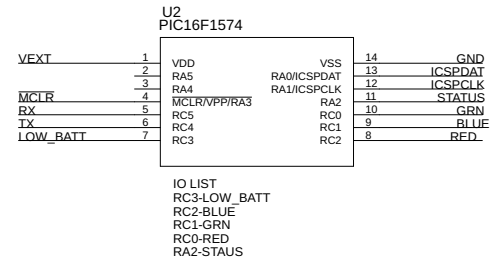 U2
PIC16F1574
VEXT 1 VDD VSS 14 GND
2 RA5 RA0/ICSPDAT 13 ICSPDAT
3 RA4 RA1/ICSPCLK 12 ICSPCLK
MCLR 4 MCLR/VPP/RA3 RA2 11 STATUS
RX 5 RC5 RC0 10 GRN
TX 6 RC4 RC1 9 BLUE
LOW_BATT 7 RC3 RC2 8 RED
IO LIST
RC3-LOW_BATT
RC2-BLUE
RC1-GRN
RC0-RED
RA2-STAUS